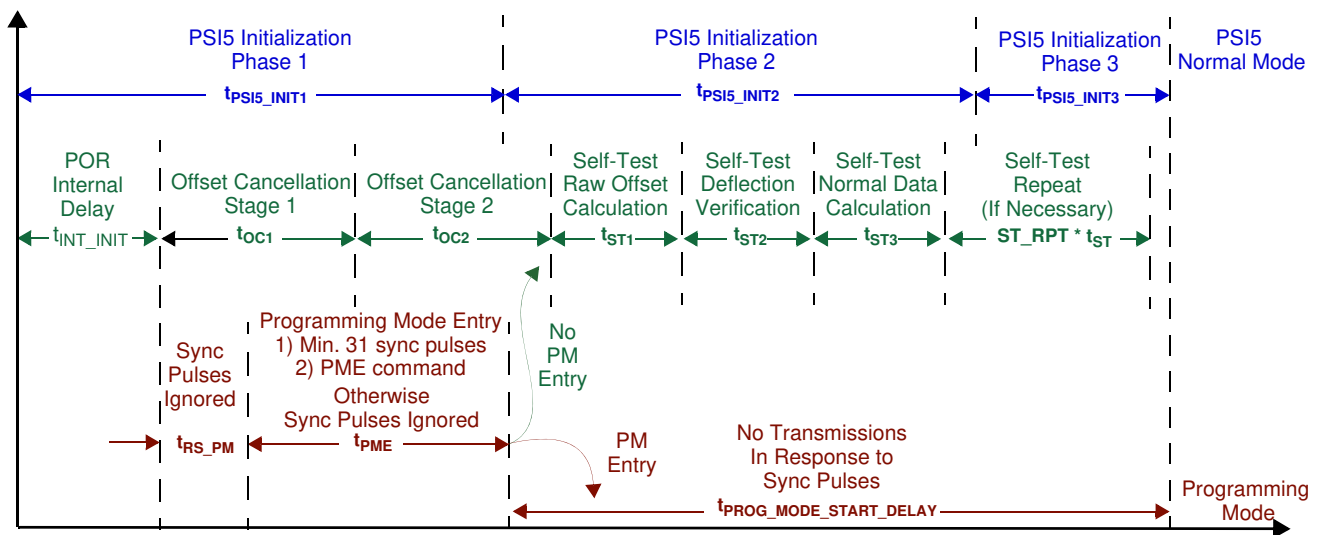 PSI5 Initialization
Phase 1
PSI5 Initialization
Phase 2
PSI5 Initialization
Phase 3
PSI5
Normal Mode
tPSI5_INIT1
tPSI5_INIT2
tPSI5_INIT3
POR
Internal
Delay
tINT_INIT
Offset Cancellation
Stage 1
tOC1
Offset Cancellation
Stage 2
tOC2
Self-Test
Raw Offset
Calculation
tST1
Self-Test
Deflection
Verification
tST2
Self-Test
Normal Data
Calculation
tST3
Self-Test
Repeat
(If Necessary)
ST_RPT * tST
Sync
Pulses
Ignored
tRS_PM
Programming Mode Entry
1) Min. 31 sync pulses
2) PME command
Otherwise
Sync Pulses Ignored
tPME
No
PM
Entry
PM
Entry
No Transmissions
In Response to
Sync Pulses
tPROG_MODE_START_DELAY
Programming
Mode